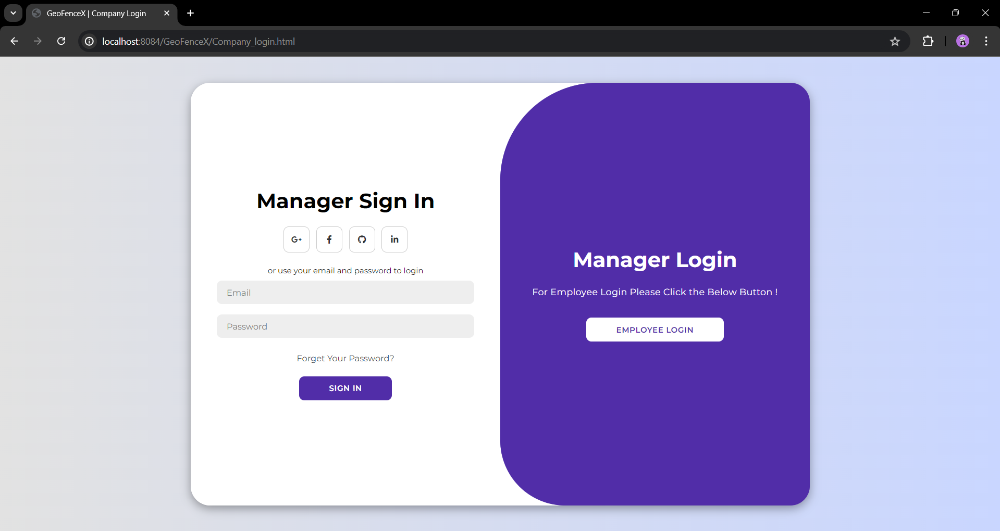 GeoFenceX | Company Login
localhost:8084/GeoFenceX/Company_login.html
Manager Sign In
G+
f
in
or use your email and password to login
Email
Password
Forget Your Password?
SIGN IN
Manager Login
For Employee Login Please Click the Below Button !
EMPLOYEE LOGIN